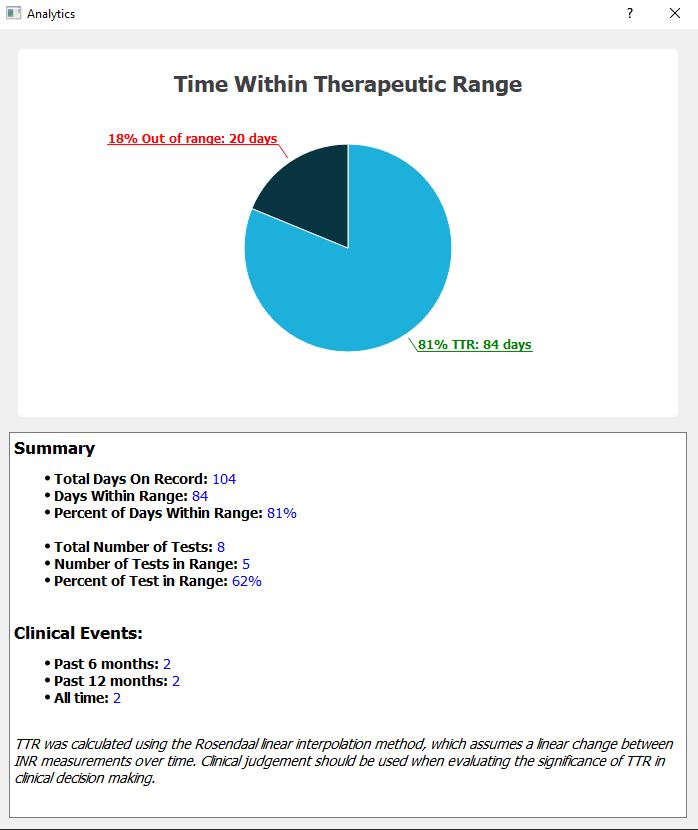 Analytics
?
Time Within Therapeutic Range
18% Out of range: 20 days
81% TTR: 84 days
Summary
• Total Days On Record: 104
• Days Within Range: 84
• Percent of Days Within Range: 81%
• Total Number of Tests: 8
• Number of Tests in Range: 5
• Percent of Test in Range: 62%
Clinical Events:
• Past 6 months: 2
• Past 12 months: 2
• All time: 2
TTR was calculated using the Rosendaal linear interpolation method, which assumes a linear change between
INR measurements over time. Clinical judgement should be used when evaluating the significance of TTR in
clinical decision making.